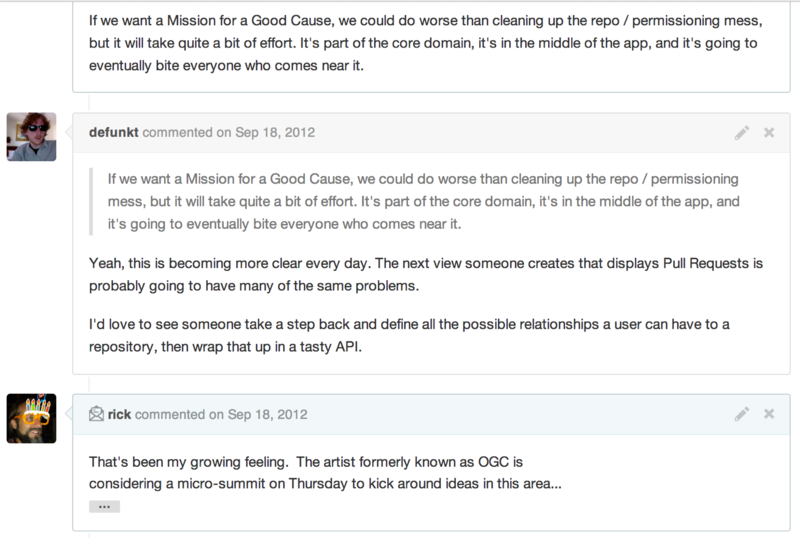 If we want a Mission for a Good Cause, we could do worse than cleaning up the repo / permissioning mess,
but it will take quite a bit of effort. It's part of the core domain, it's in the middle of the app, and it's going to
eventually bite everyone who comes near it.
defunkt commented on Sep 18, 2012
If we want a Mission for a Good Cause, we could do worse than cleaning up the repo / permissioning
mess, but it will take quite a bit of effort. It's part of the core domain, it's in the middle of the app, and
it's going to eventually bite everyone who comes near it.
Yeah, this is becoming more clear every day. The next view someone creates that displays Pull Requests is
probably going to have many of the same problems.
I'd love to see someone take a step back and define all the possible relationships a user can have to a
repository, then wrap that up in a tasty API.
rick commented on Sep 18, 2012
That's been my growing feeling.  The artist formerly known as OGC is
considering a micro-summit on Thursday to kick around ideas in this area...
...